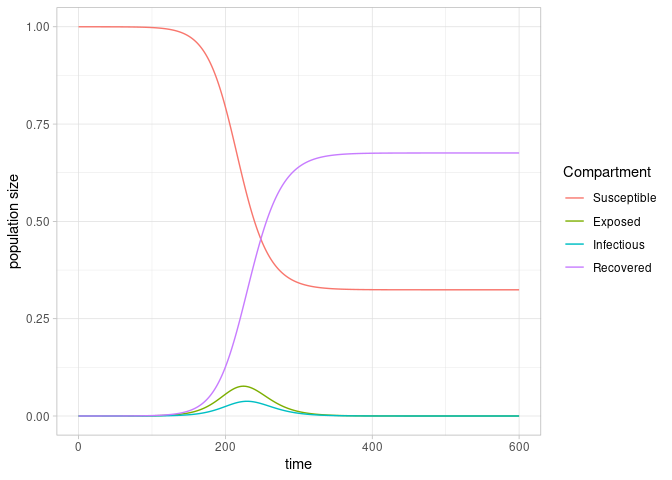 1.00
0.75
0.50
0.25
0.00
population size
0
200
400
600
time
Compartment
Susceptible
Exposed
Infectious
Recovered